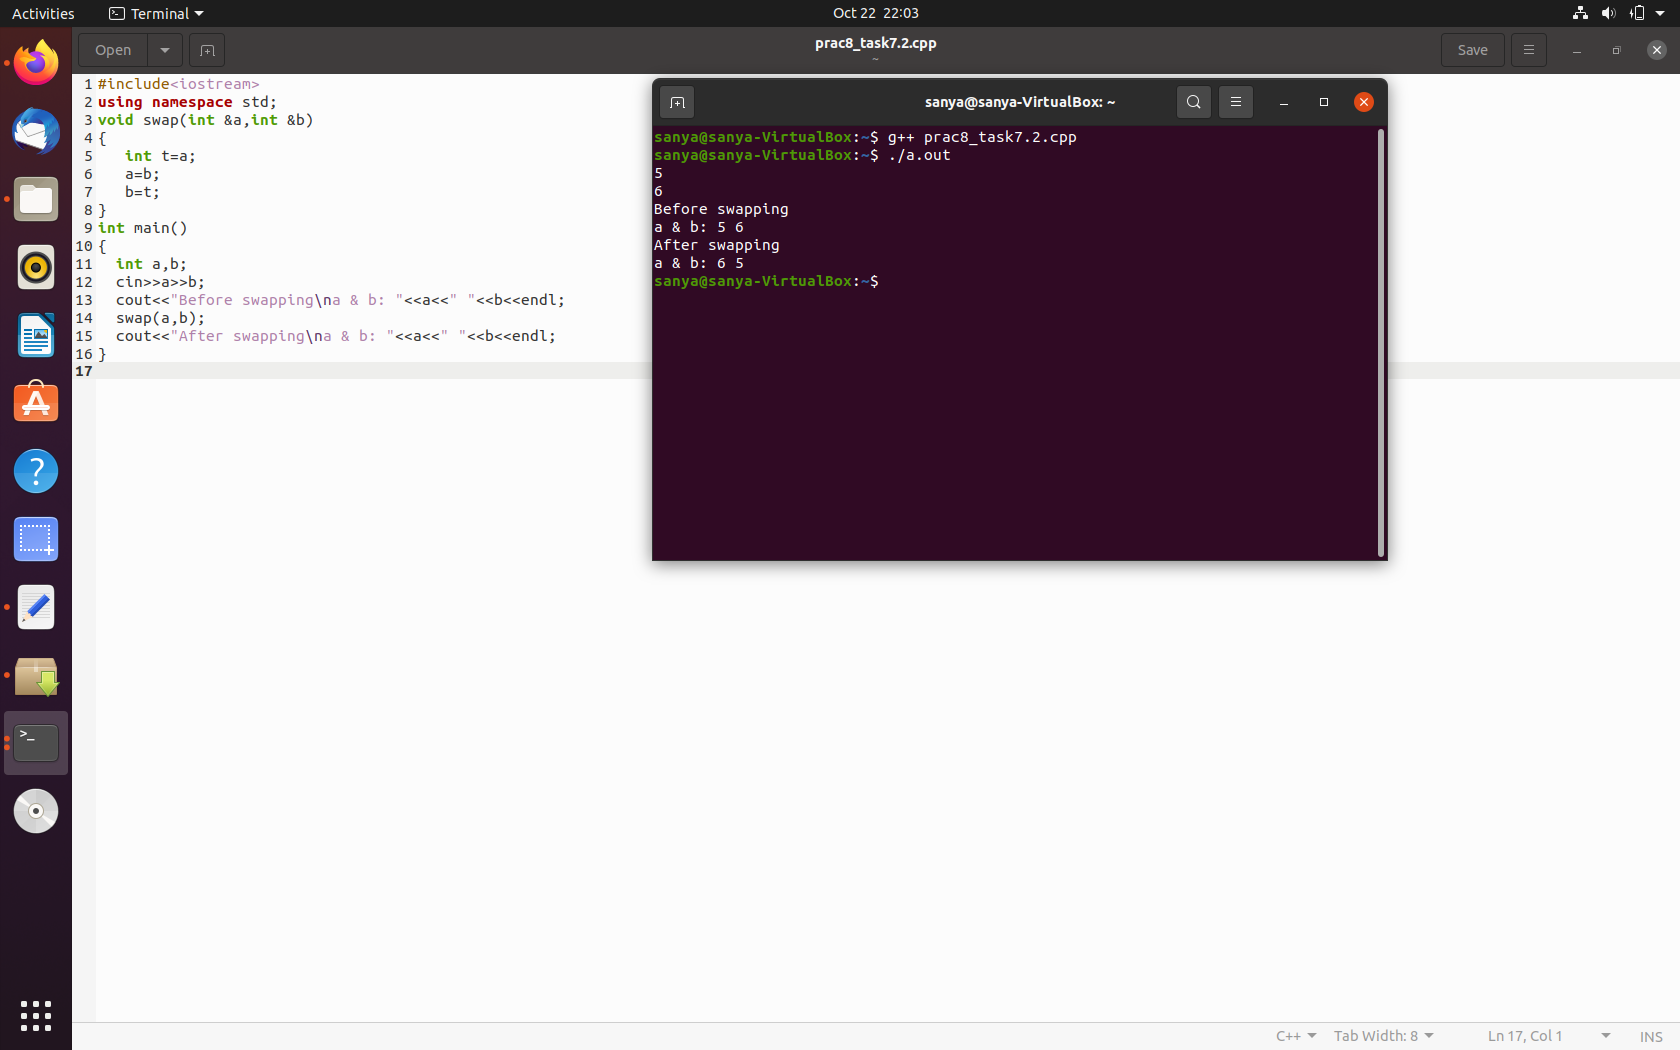 Activities
Terminal
Oct 22 22:03
Open
prac8_task7.2.cpp
~
Save
1 #include<iostream>
2 using namespace std;
3 void swap(int &a,int &b)
4 {
5    int t=a;
6    a=b;
7    b=t;
8 }
9 int main()
10 {
11   int a,b;
12   cin>>a>>b;
13   cout<<"Before swapping\na & b: "<<a<<" "<<b<<endl;
14   swap(a,b);
15   cout<<"After swapping\na & b: "<<a<<" "<<b<<endl;
16 }
17
sanya@sanya-VirtualBox: ~
sanya@sanya-VirtualBox:~$ g++ prac8_task7.2.cpp
sanya@sanya-VirtualBox:~$ ./a.out
5
6
Before swapping
a & b: 5 6
After swapping
a & b: 6 5
sanya@sanya-VirtualBox:~$
C++
Tab Width: 8
Ln 17, Col 1
INS